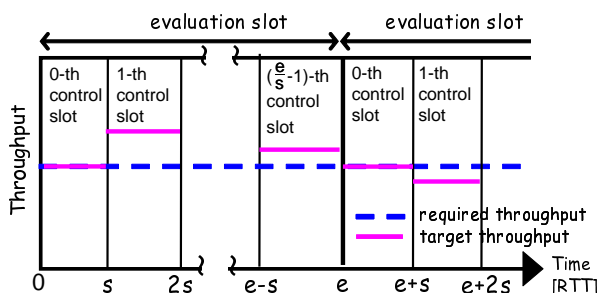 evaluation slot
evaluation slot
0-th
control
slot
1-th
control
slot
(e/s-1)-th
control
slot
0-th
control
slot
1-th
control
slot
Throughput
required throughput
target throughput
0
s
2s
e-s
e
e+s
e+2s
Time
[RTT]